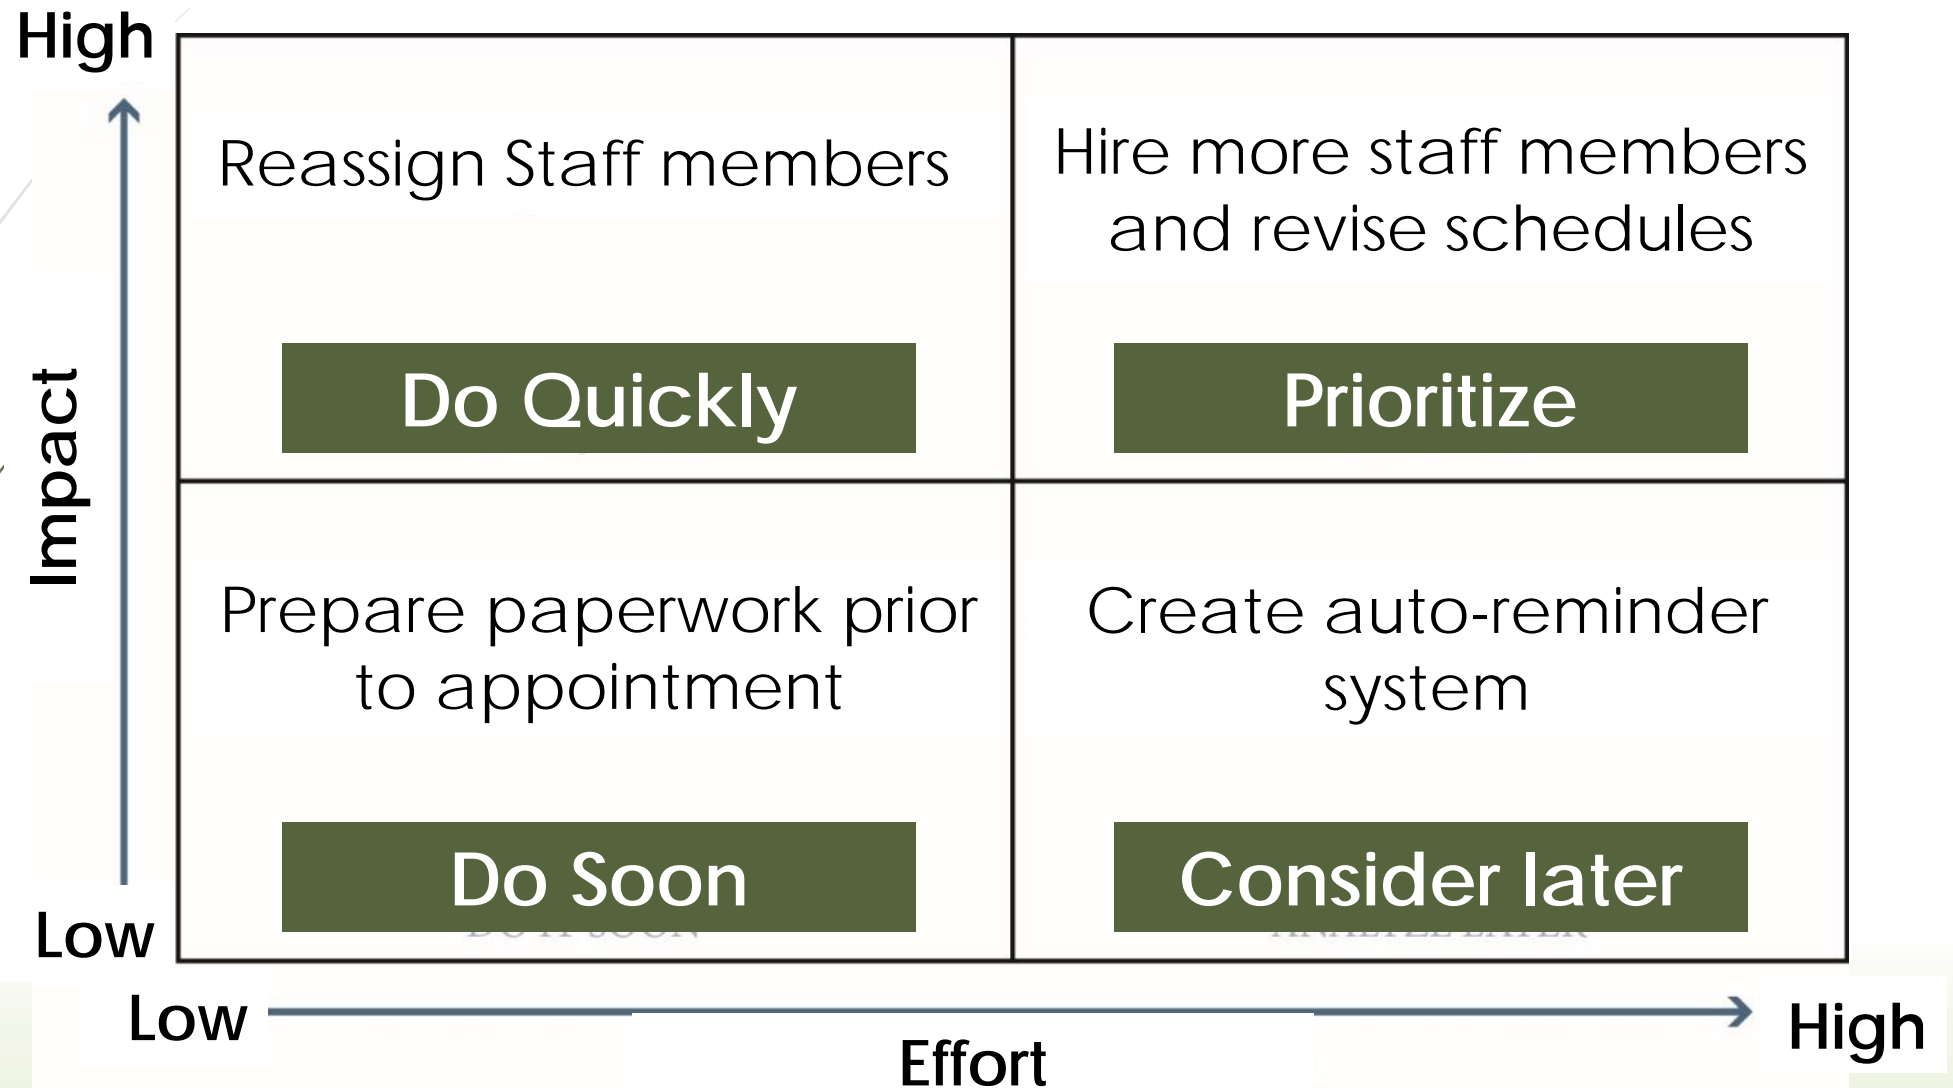 High
Reassign Staff members
Hire more staff members
and revise schedules
Do Quickly
Prioritize
Impact
Prepare paperwork prior
to appointment
Create auto-reminder
system
Do Soon
Consider later
Low
Low
High
Effort